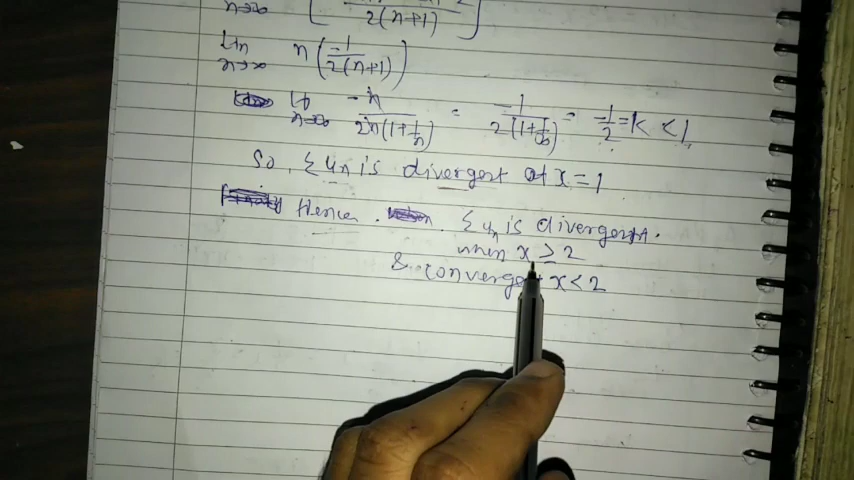 2(n+1)
n→∞
Lt n→∞ n(-1/2(n+1))
Lt n→∞ -n/2n(1+1/n) = -1/2(1+1/∞) = -1/2 = K < 1
So, Σun is divergent at x=1
Hence. Σun is divergent.
when x ≥ 2
& convergent x<2